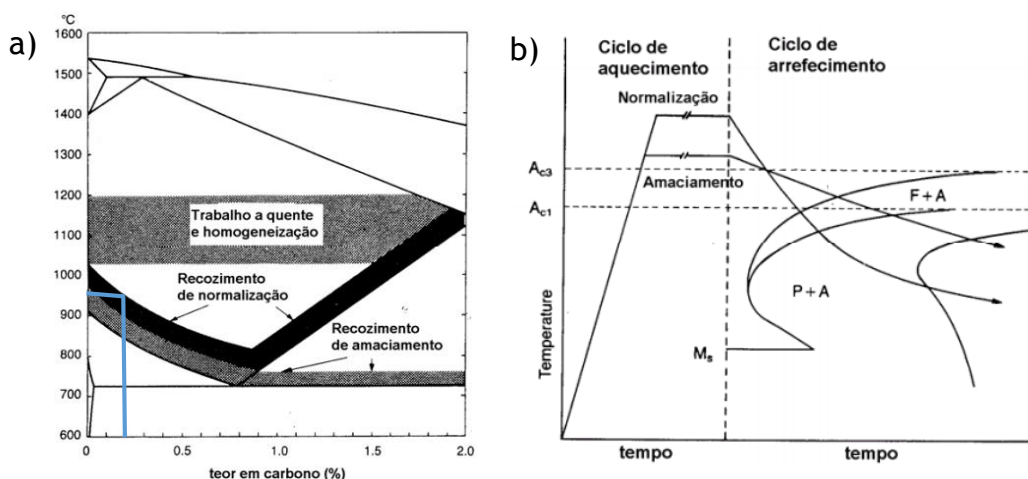 a)
°C
1600
1500
1400
1300
1200
1100
1000
900
800
700
600
Trabalho a quente
e homogeneização
Recozimento
de normalização
Recozimento
de amaciamento
0
0.5
1.0
1.5
2.0
teor em carbono (%)
b)
Ciclo de
aquecimento
Ciclo de
arrefecimento
Normalização
Ac3
Amaciamento
Ac1
F+A
P+A
Ms
Temperature
tempo
tempo